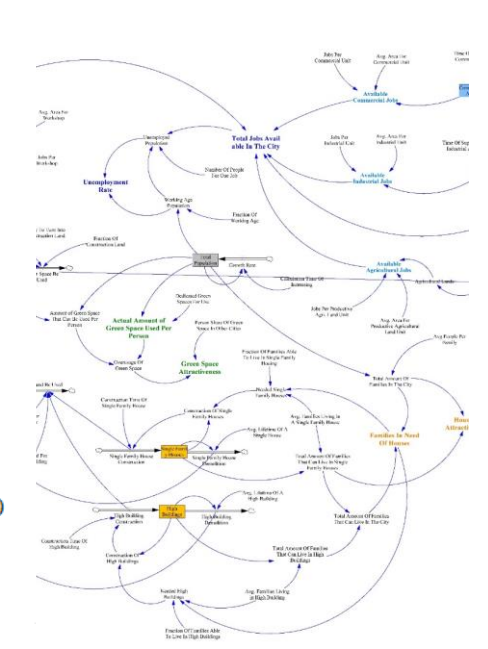 Jobs Per
Commercial Unit
Avg. Area For
Commercial Unit
Available
Commercial Jobs
Avg. Area For
Workshop
Unemployed
Population
Total Jobs Avail
able In The City
Jobs Per
Industrial Unit
Avg. Area For
Industrial Unit
Jobs Per
Workshop
Number Of People
For One Job
Available
Industrial Jobs
Unemployment
Rate
Working Age
Population
Fraction Of
Working Age
Fraction Of
Construction Land
Total
Population
Growth Rate
Available
Agricultural Jobs
Agricultural Lands
Dedicated Green
Spaces For Use
Jobs Per Productive
Agri. Land Unit
Amount of Green Space
That Can Be Used Per
Person
Actual Amount of
Green Space Used Per
Person
Person Share Of Green
Space In Other Cities
Avg. Area For
Productive Agricultural
Land Unit
Avg People Per
Family
Fraction Of Families Able
To Live In Single Family
Housing
Green Space
Attractiveness
Green Space
Total Amount Of
Families In The City
Needed Single
Family House
Construction Time Of
Single Family House
Construction Of Single
Family House
Avg. Families Living In
A Single Family House
Avg. Lifetime Of A
Single House
Families In Need
Of Houses
Single Family House
Construction
Single Family House
Demolition
Total Amount Of Families
That Can Live In Single
Family Houses
Avg. Lifetime Of A
High Building
High Building
Construction
High
Buildings
High Building
Demolition
Total Amount Of Families
That Can Live In The City
Construction Time Of
High Building
Construction Of
High Buildings
Total Amount Of Families
That Can Live In High
Buildings
Needed High
Buildings
Avg. Families Living
in High Building
Fraction Of Families Able
To Live In High Buildings